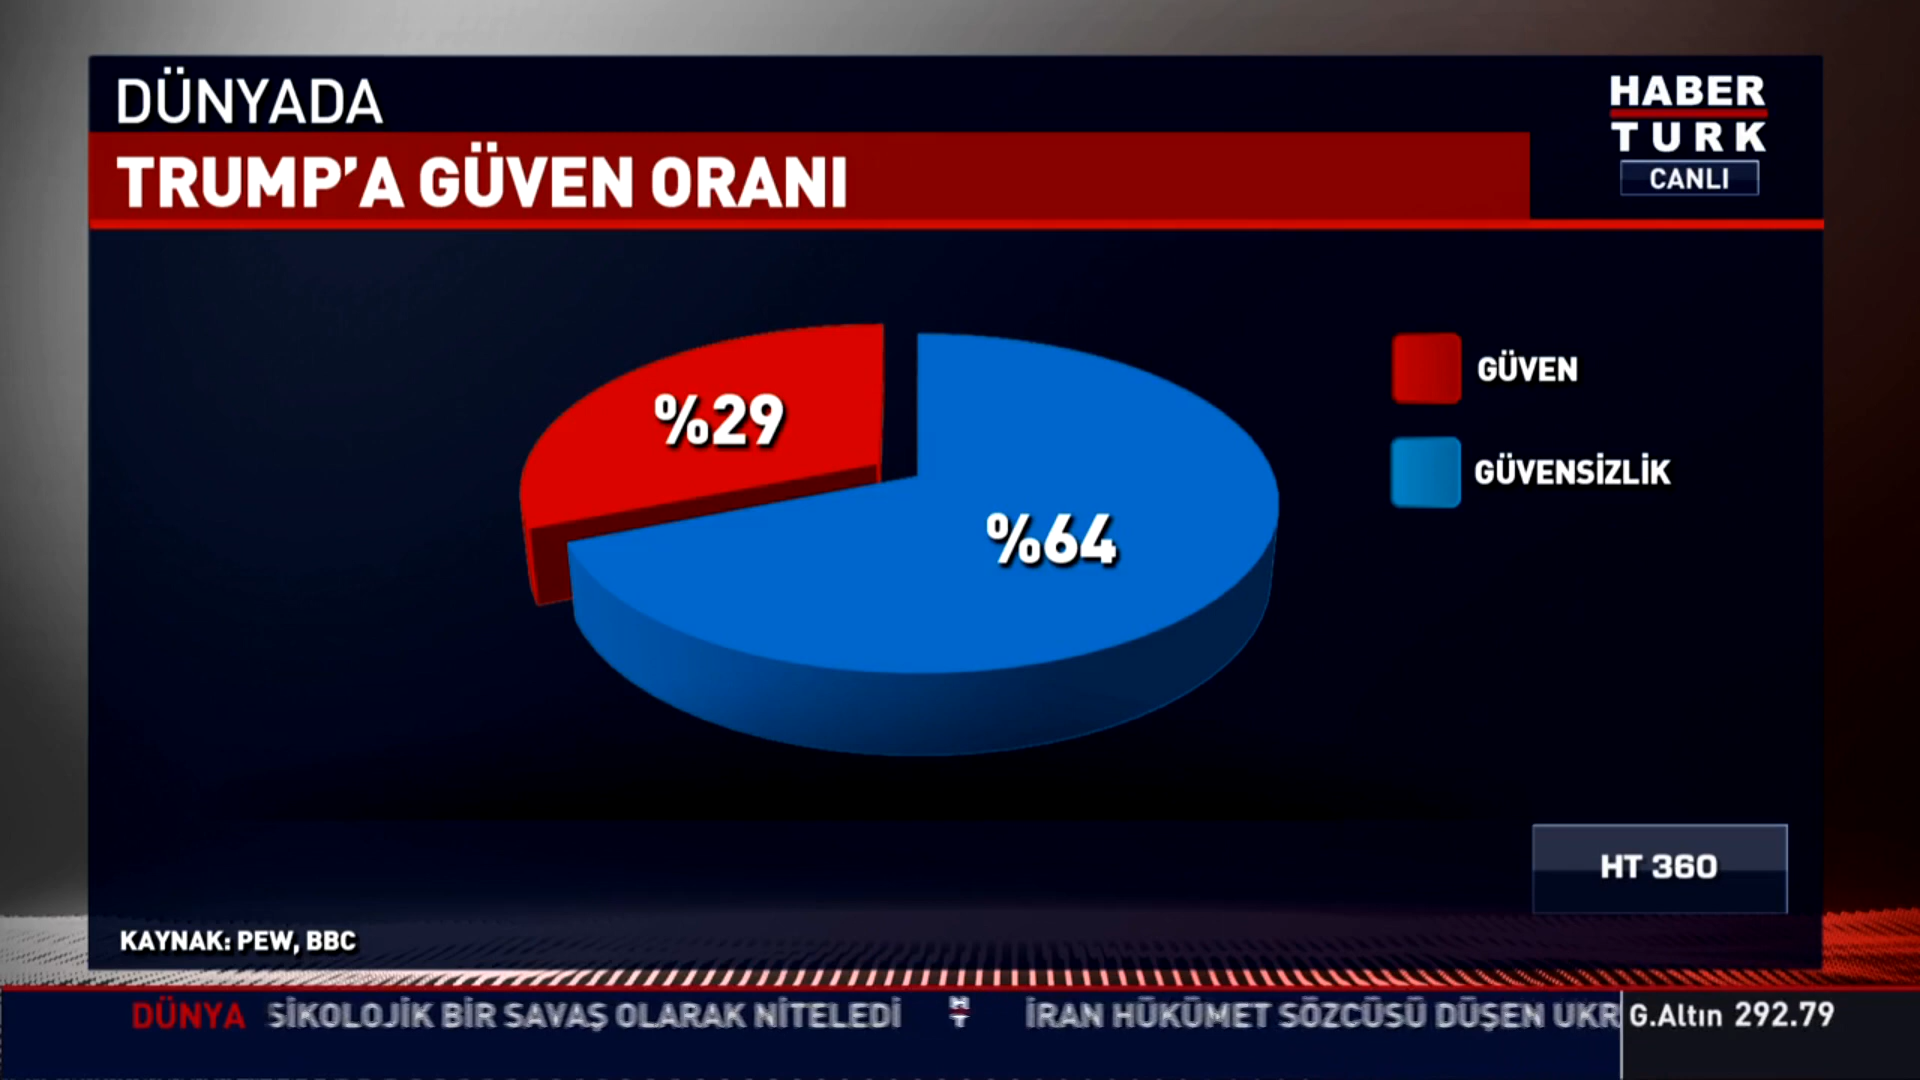 DÜNYADA
TRUMP’A GÜVEN ORANI
HABER
TURK
CANLI
%29
%64
GÜVEN
GÜVENSİZLİK
HT 360
KAYNAK: PEW, BBC
DÜNYA SİKOLOJİK BİR SAVAŞ OLARAK NİTELEDİ İRAN HÜKÜMET SÖZCÜSÜ DÜŞEN UKR G.Altın 292.79